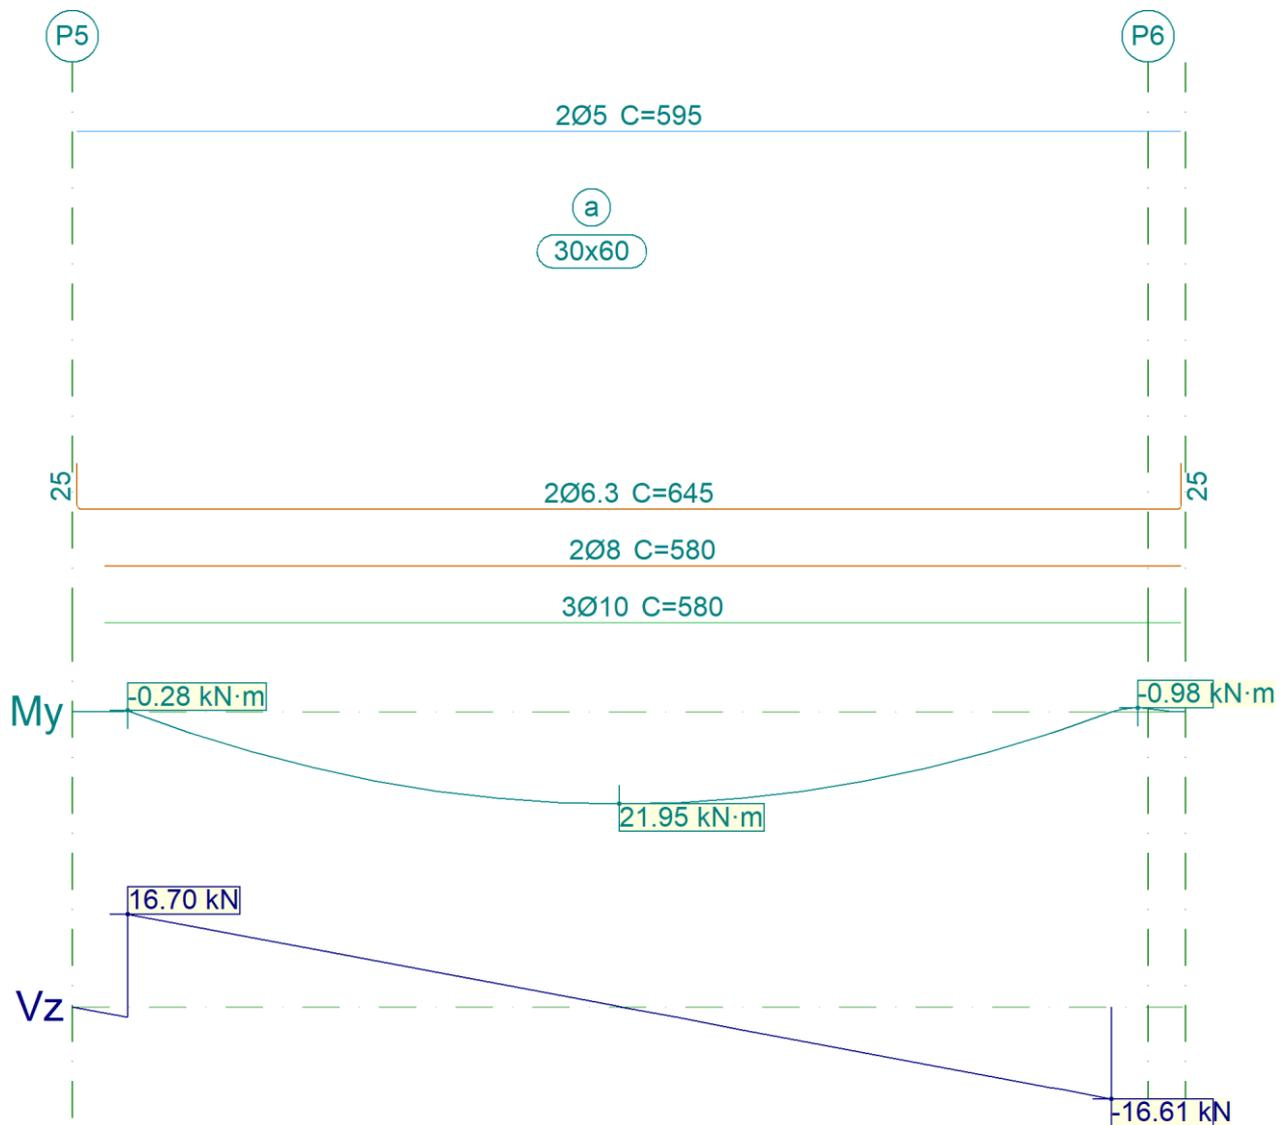 P5
P6
2Ø5 C=595
a
30x60
25
2Ø6.3 C=645
25
2Ø8 C=580
3Ø10 C=580
My
-0.28 kN·m
-0.98 kN·m
21.95 kN·m
16.70 kN
Vz
-16.61 kN